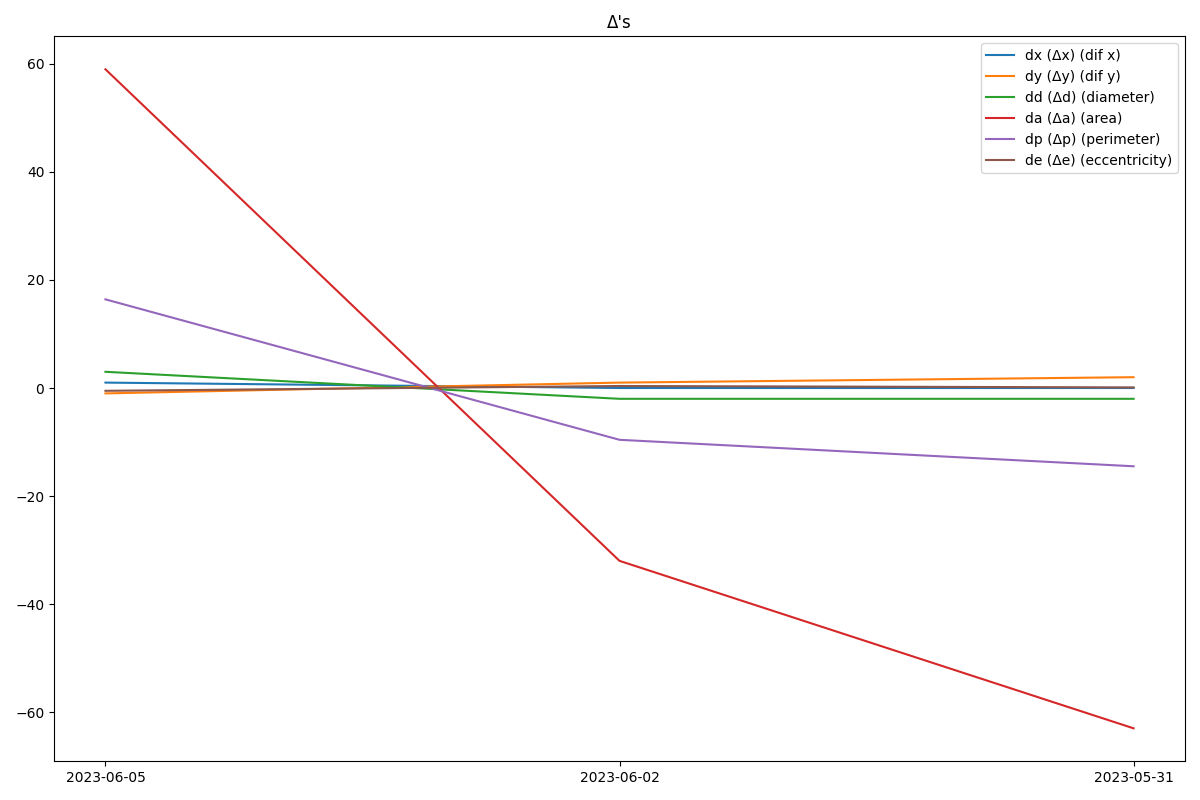 Δ's
dx (Δx) (dif x)
dy (Δy) (dif y)
dd (Δd) (diameter)
da (Δa) (area)
dp (Δp) (perimeter)
de (Δe) (eccentricity)
60
40
20
0
−20
−40
−60
2023-06-05 2023-06-02 2023-05-31